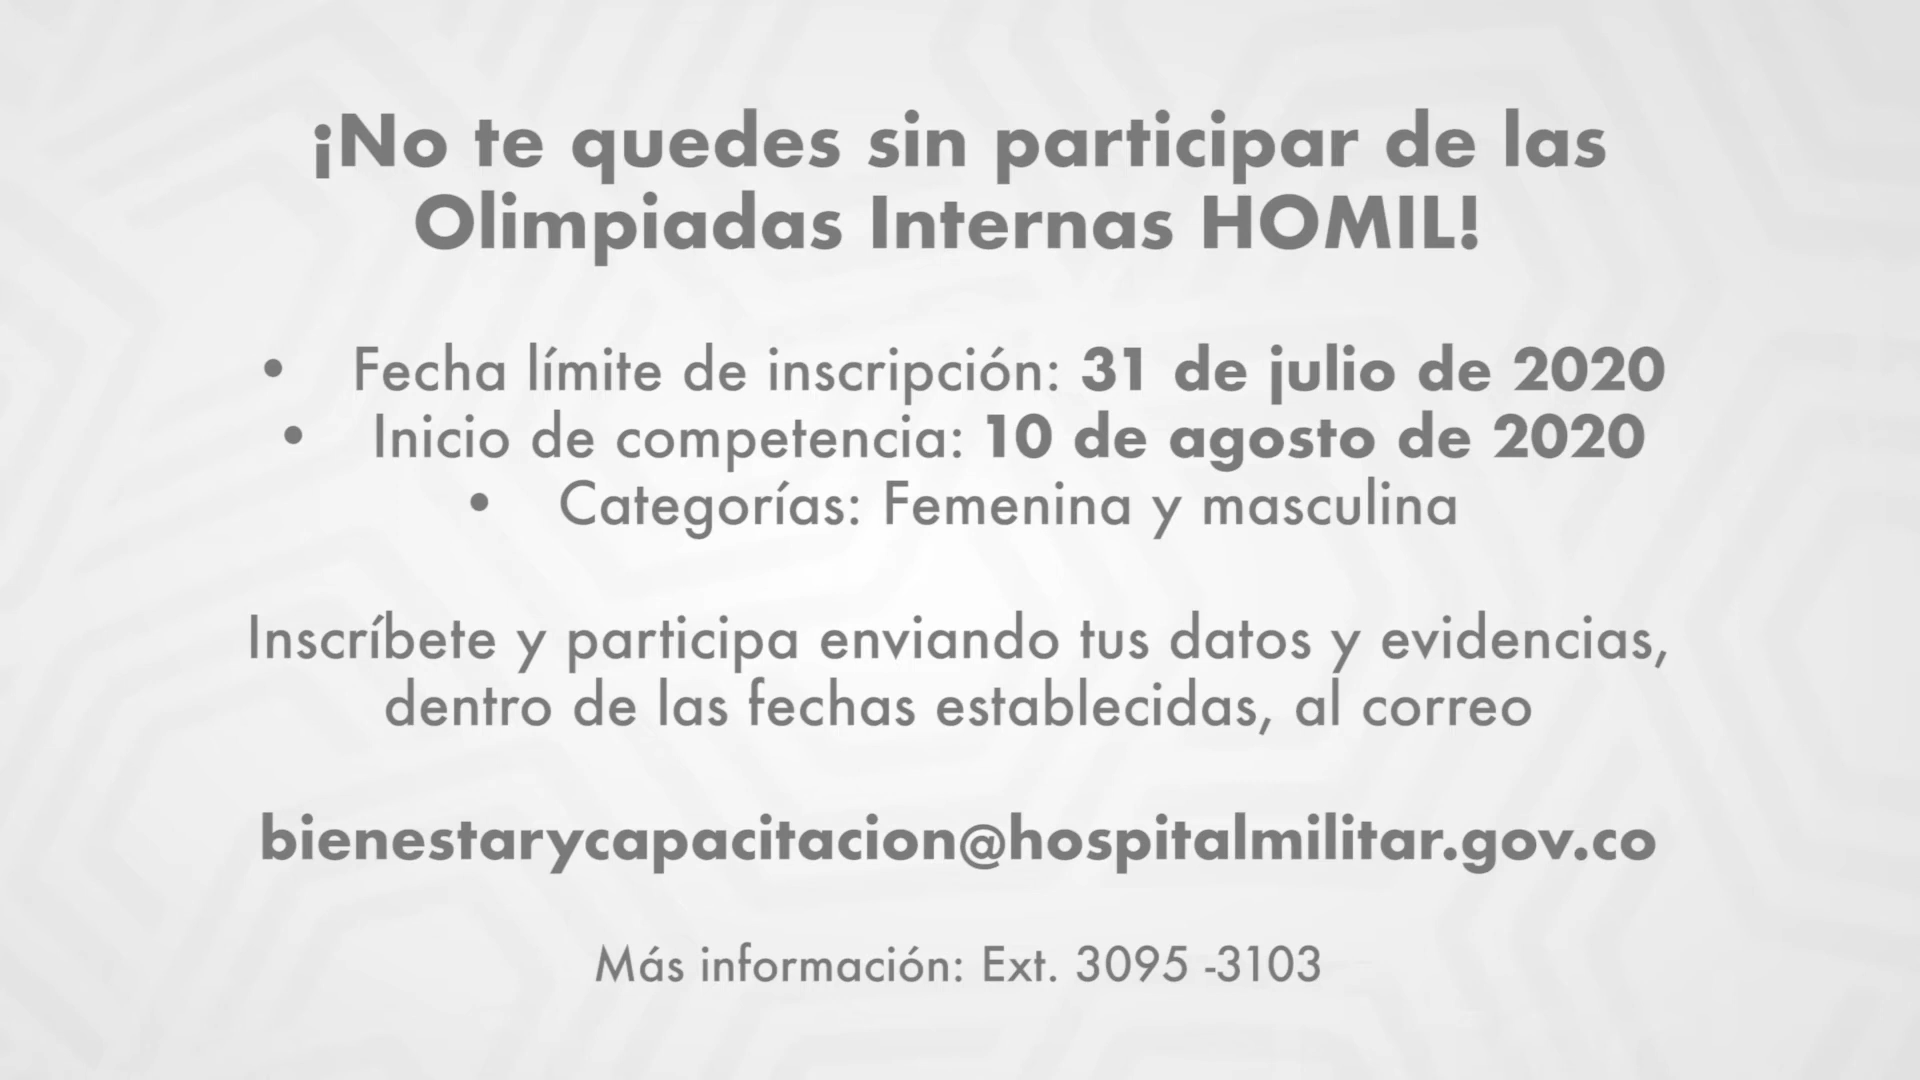 ¡No te quedes sin participar de las
Olimpiadas Internas HOMIL!
• Fecha límite de inscripción: 31 de julio de 2020
• Inicio de competencia: 10 de agosto de 2020
• Categorías: Femenina y masculina
Inscríbete y participa enviando tus datos y evidencias,
dentro de las fechas establecidas, al correo
bienestarycapacitacion@hospitalmilitar.gov.co
Más información: Ext. 3095 -3103